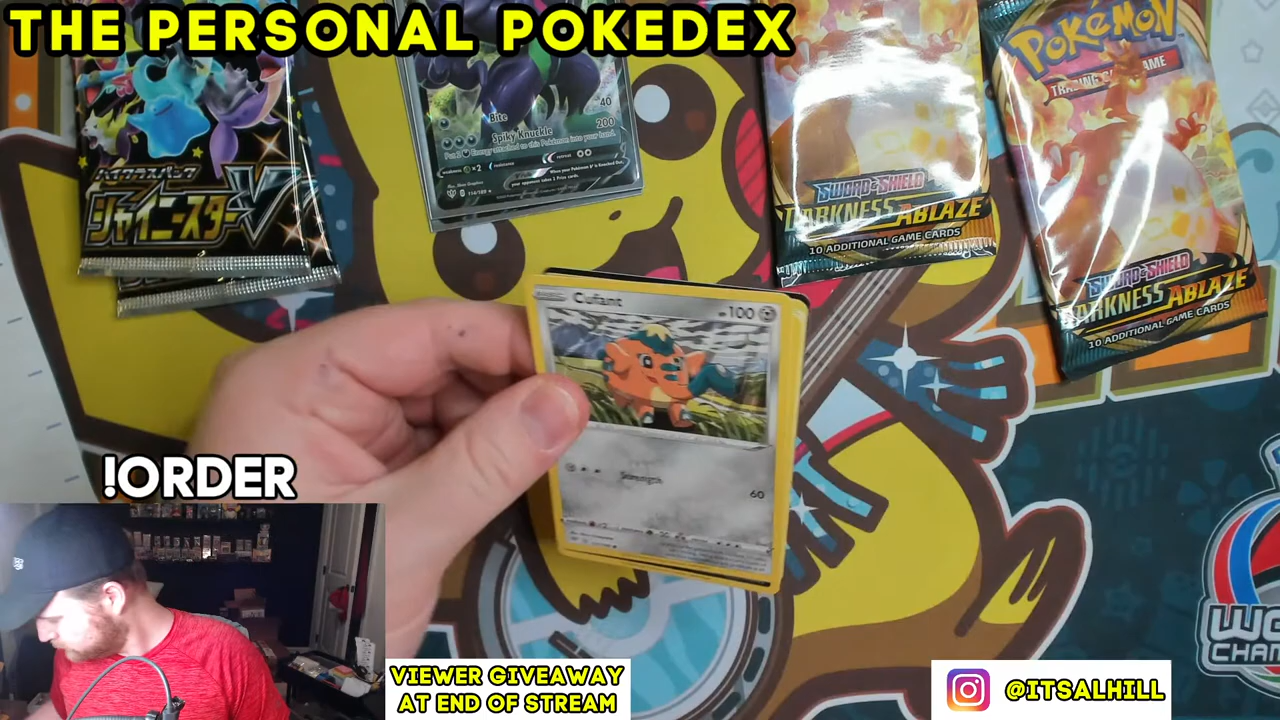 THE PERSONAL POKEDEX
ハイクラスパック
シャイニースターV
40
Bite
Spiky Knuckle
200
114/189
SWORD & SHIELD
DARKNESS ABLAZE
10 ADDITIONAL GAME CARDS
POKéMON
TRADING CARD GAME
SWORD & SHIELD
DARKNESS ABLAZE
10 ADDITIONAL GAME CARDS
Cufant
100
Strength
60
!ORDER
VIEWER GIVEAWAY
AT END OF STREAM
@ITSALHILL